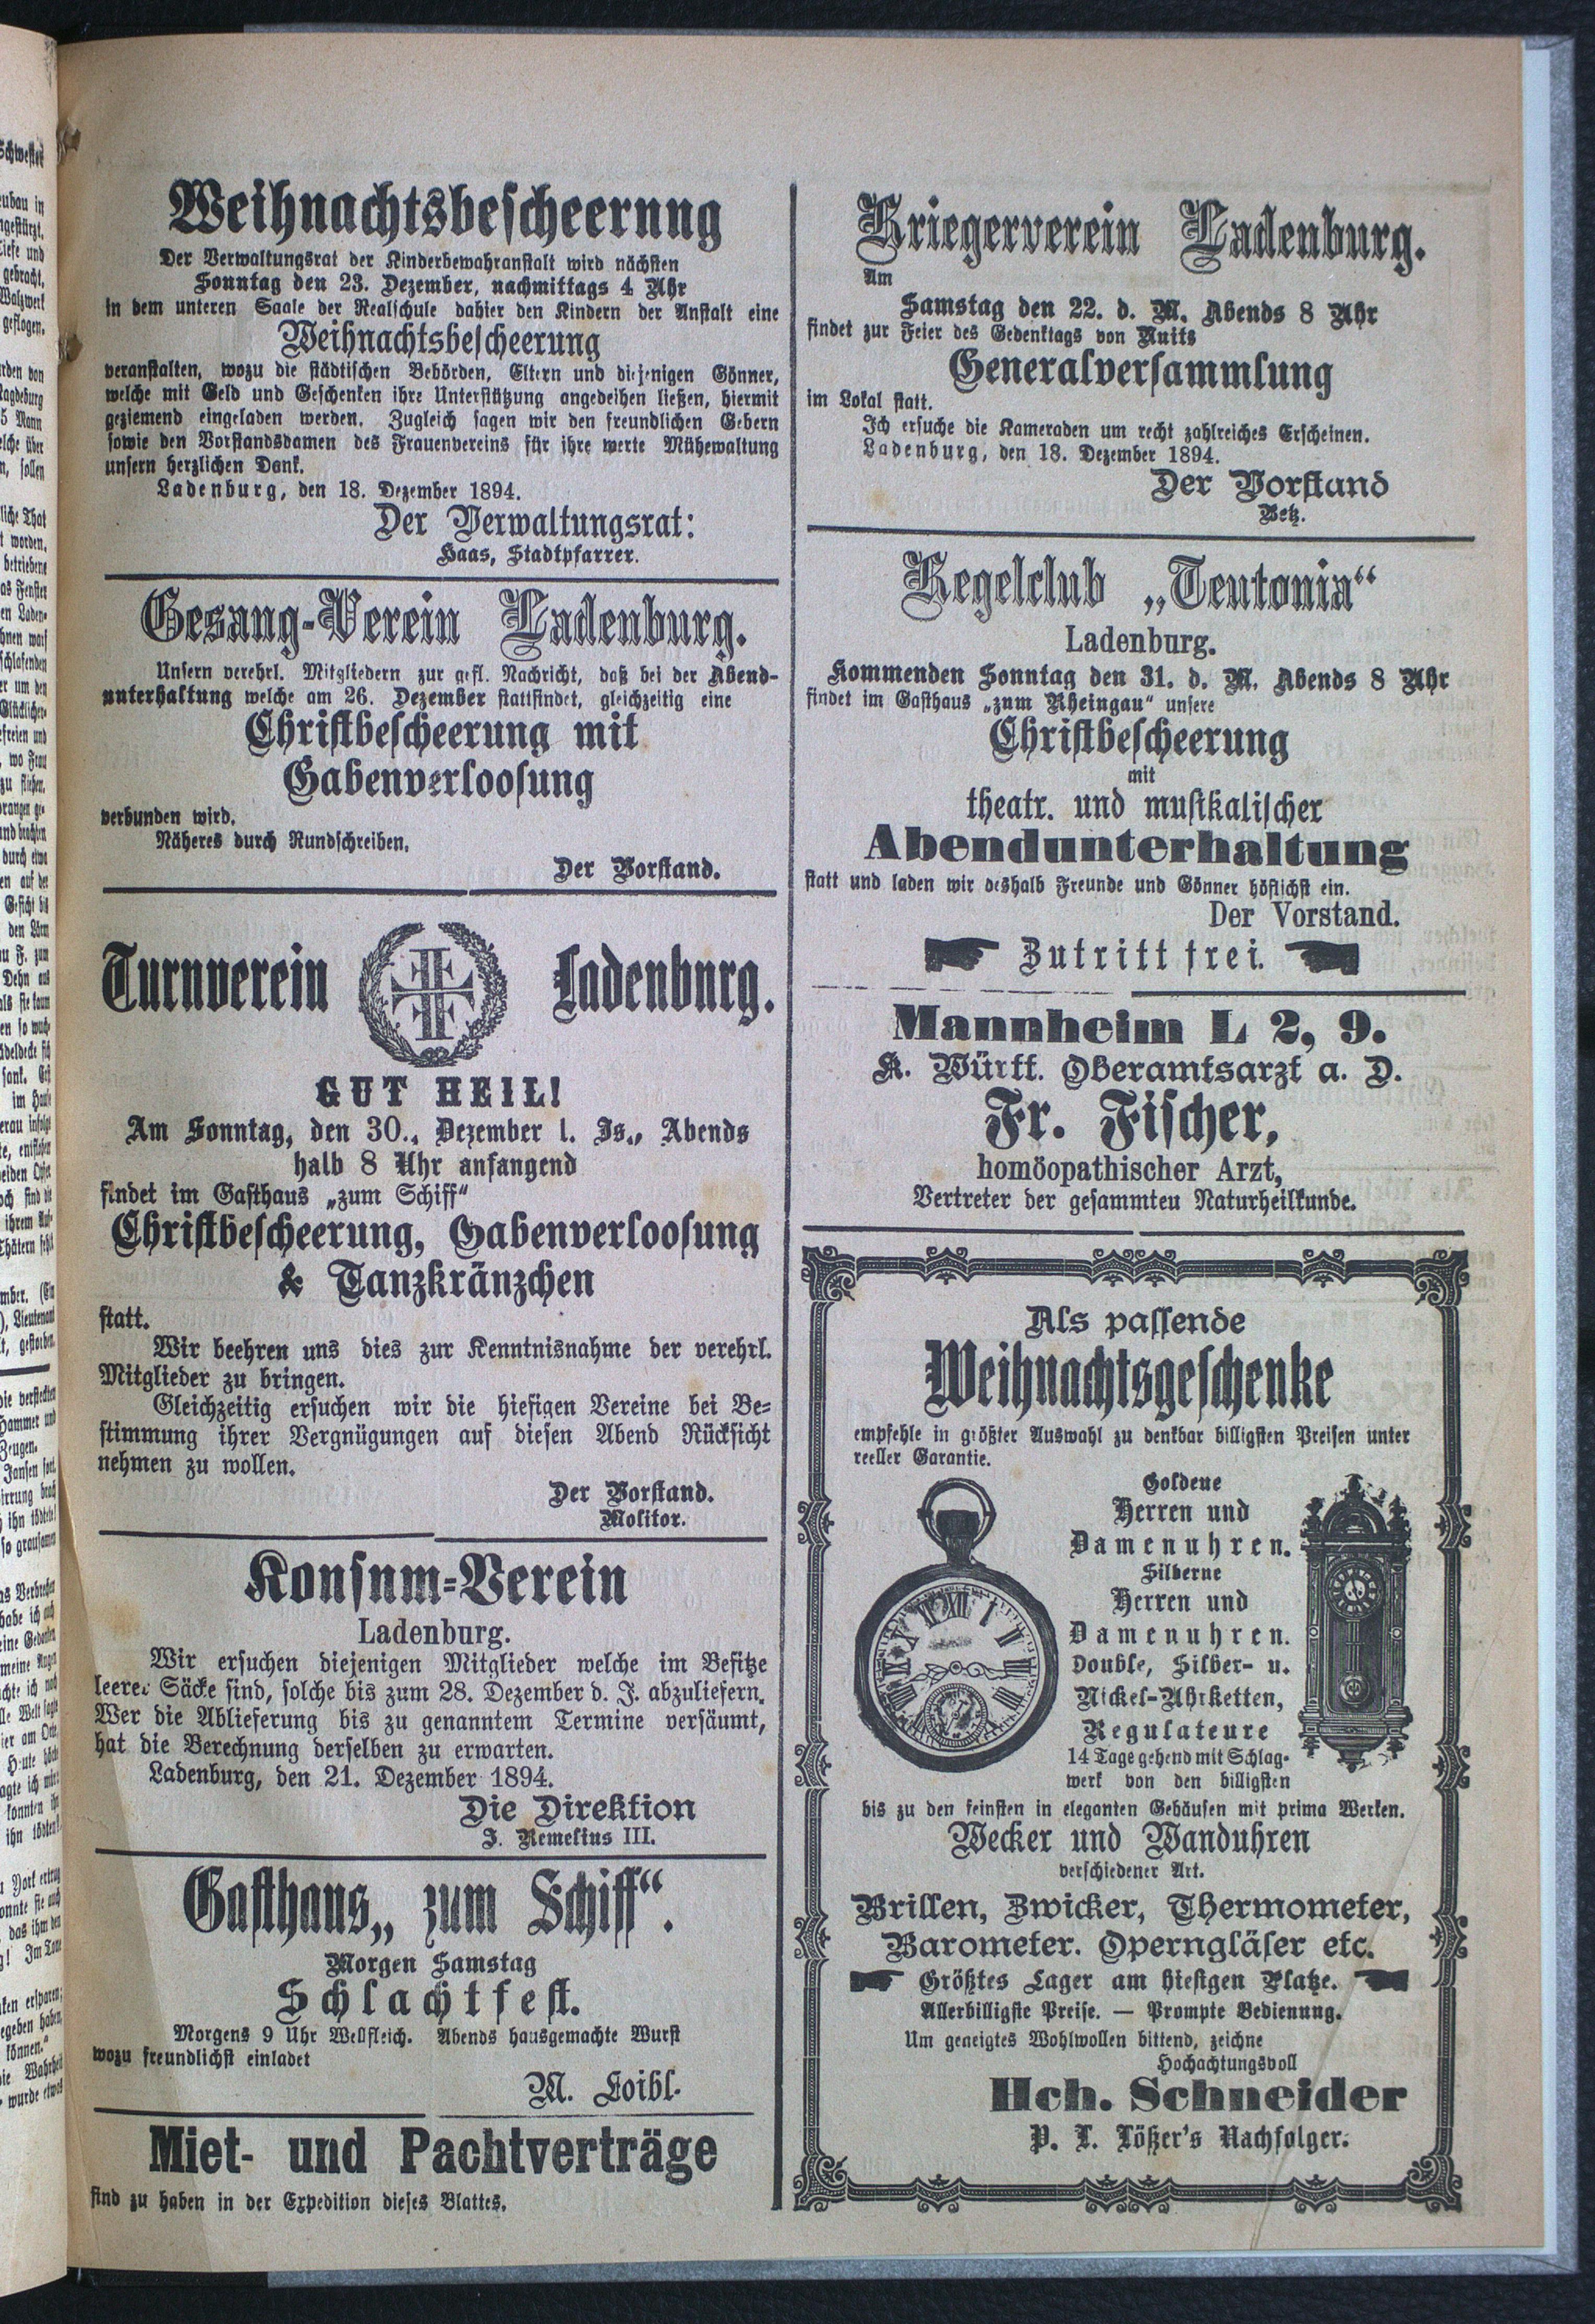 Weihnachtsbescheernng
Der Verwaltungsrat der Kinderbewahranstalt wird nächsten
Sonntag den 23. Dezember, nachmittags 4 Uhr
in dem unteren Saale der Realschule dahier den Kindern der Anstalt eine
Weihnachtsbescheerung
veranstalten, wozu die städtischen Behörden, Eltern und diejenigen Gönner,
welche mit Geld und Geschenken ihre Unterstützung angedeihen ließen, hiermit
geziemend eingeladen werden. Zugleich sagen wir den freundlichen Gebern
sowie den Vorstandsdamen des Frauenvereins für ihre werte Mühewaltung
unsern herzlichen Dank.
Ladenburg, den 18. Dezember 1894.
Der Verwaltungsrat:
Haas, Stadtpfarrer.
Gesang-Verein Ladenburg.
Unsern verehrl. Mitgliedern zur gefl. Nachricht, daß bei der Abend-
unterhaltung welche am 26. Dezember stattfindet, gleichzeitig eine
Christbescheerung mit
Gabenverloosung
verbunden wird.
Näheres durch Rundschreiben.
Der Vorstand.
Turnverein Ladenburg.
GUT HEIL!
Am Sonntag, den 30., Dezember l. Js., Abends
halb 8 Uhr anfangend
findet im Gasthaus „zum Schiff“
Christbescheerung, Gabenverloosung
& Tanzkränzchen
statt.
Wir beehren uns dies zur Kenntnisnahme der verehrl.
Mitglieder zu bringen.
Gleichzeitig ersuchen wir die hiesigen Vereine bei Be-
stimmung ihrer Vergnügungen auf diesen Abend Rücksicht
nehmen zu wollen.
Der Vorstand.
Molitor.
Konsum-Verein
Ladenburg.
Wir ersuchen diejenigen Mitglieder welche im Besitze
leerer Säcke sind, solche bis zum 28. Dezember d. J. abzuliefern.
Wer die Ablieferung bis zu genanntem Termine versäumt,
hat die Berechnung derselben zu erwarten.
Ladenburg, den 21. Dezember 1894.
Die Direktion
J. Remelius III.
Gasthaus„ zum Schiff“.
Morgen Samstag
Schlachtfest.
Morgens 9 Uhr Wellfleich. Abends hausgemachte Wurst
wozu freundlichst einladet
M. Loibl.
Miet- und Pachtverträge
sind zu haben in der Expedition dieses Blattes.
Kriegerverein Ladenburg.
Am
Samstag den 22. d. M. Abends 8 Uhr
findet zur Feier des Gedenktags von Nuits
Generalversammlung
im Lokal statt.
Ich ersuche die Kameraden um recht zahlreiches Erscheinen.
Ladenburg, den 18. Dezember 1894.
Der Vorstand
Betz.
Kegelclub „Teutonia“
Ladenburg.
Kommenden Sonntag den 31. d. M. Abends 8 Uhr
findet im Gasthaus „zum Rheingau“ unsere
Christbescheerung
mit
theatr. und musikalischer
Abendunterhaltung
statt und laden wir deshalb Freunde und Gönner höflichst ein.
Der Vorstand.
Zutritt frei.
Mannheim L 2, 9.
K. Württ. Oberamtsarzt a. D.
Fr. Fischer,
homöopathischer Arzt,
Vertreter der gesammten Naturheilkunde.
Als passende
Weihnachtsgeschenke
empfehle in größter Auswahl zu denkbar billigsten Preisen unter
reeller Garantie.
Goldene
Herren und
Damenuhren.
Silberne
Herren und
Damenuhren.
Double, Silber- u.
Nickel-Uhrketten,
Regulateure
14 Tage gehend mit Schlag-
werk von den billigsten
bis zu den feinsten in eleganten Gehäusen mit prima Werken.
Wecker und Wanduhren
verschiedener Art.
Brillen, Zwicker, Thermometer,
Barometer. Operngläser etc.
Größtes Lager am hiesigen Platze.
Allerbilligste Preise. — Prompte Bedienung.
Um geneigtes Wohlwollen bittend, zeichne
Hochachtungsvoll
Hch. Schneider
P. L. Lößer's Nachfolger.